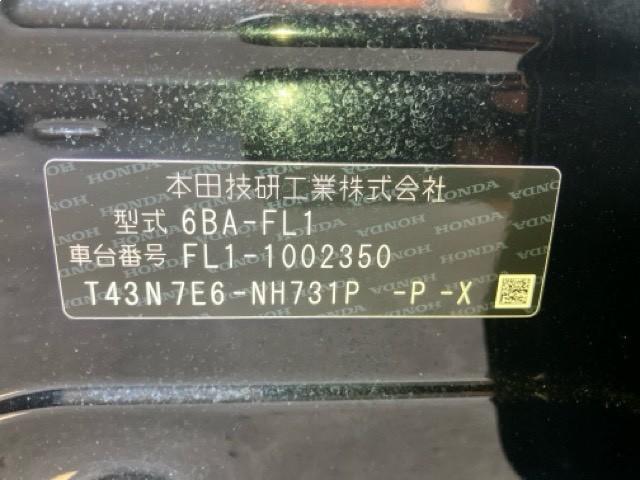 本田技研工業株式会社
型式 6BA-FL1
車台番号 FL1-1002350
T43N7E6-NH731P -P-X